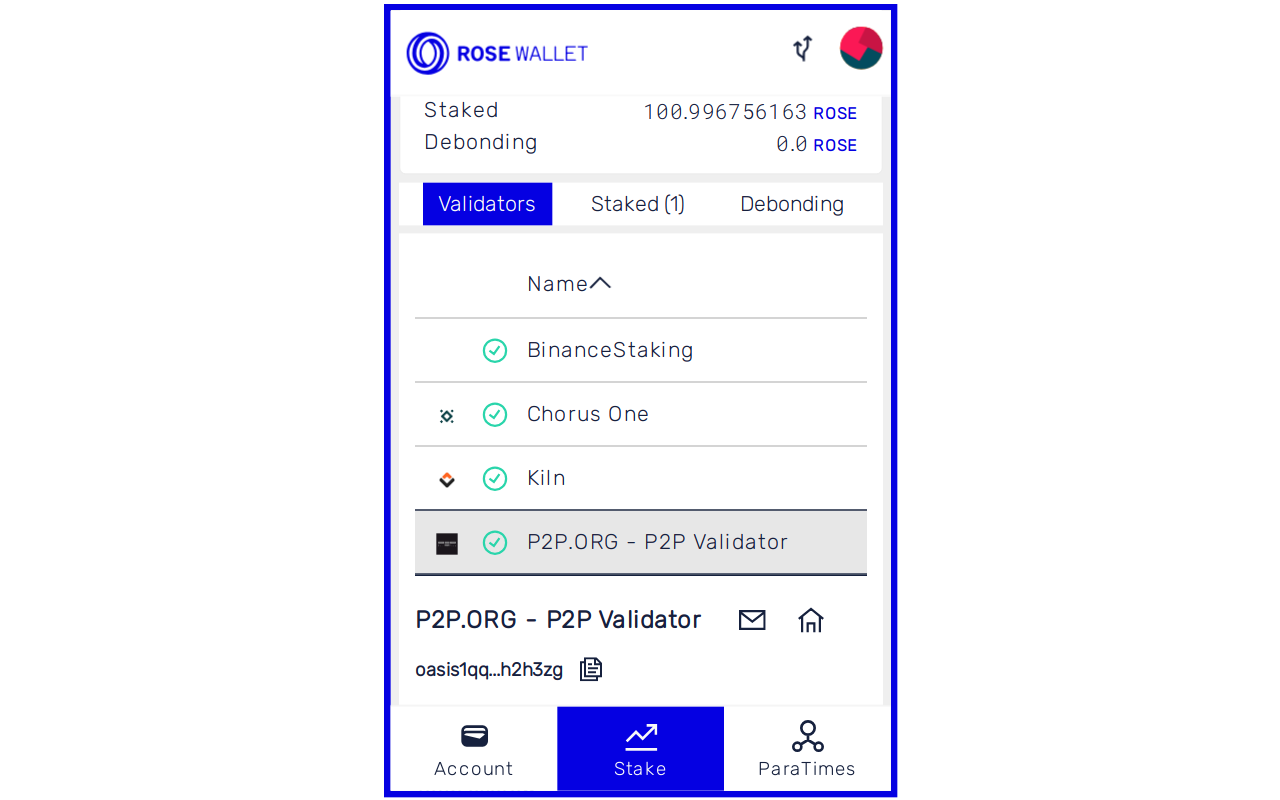 ROSE WALLET
Staked 100.996756163 ROSE
Debonding 0.0 ROSE
Validators Staked (1) Debonding
Name
BinanceStaking
Chorus One
Kiln
P2P.ORG - P2P Validator
P2P.ORG - P2P Validator
oasis1qq...h2h3zg
Account Stake ParaTimes